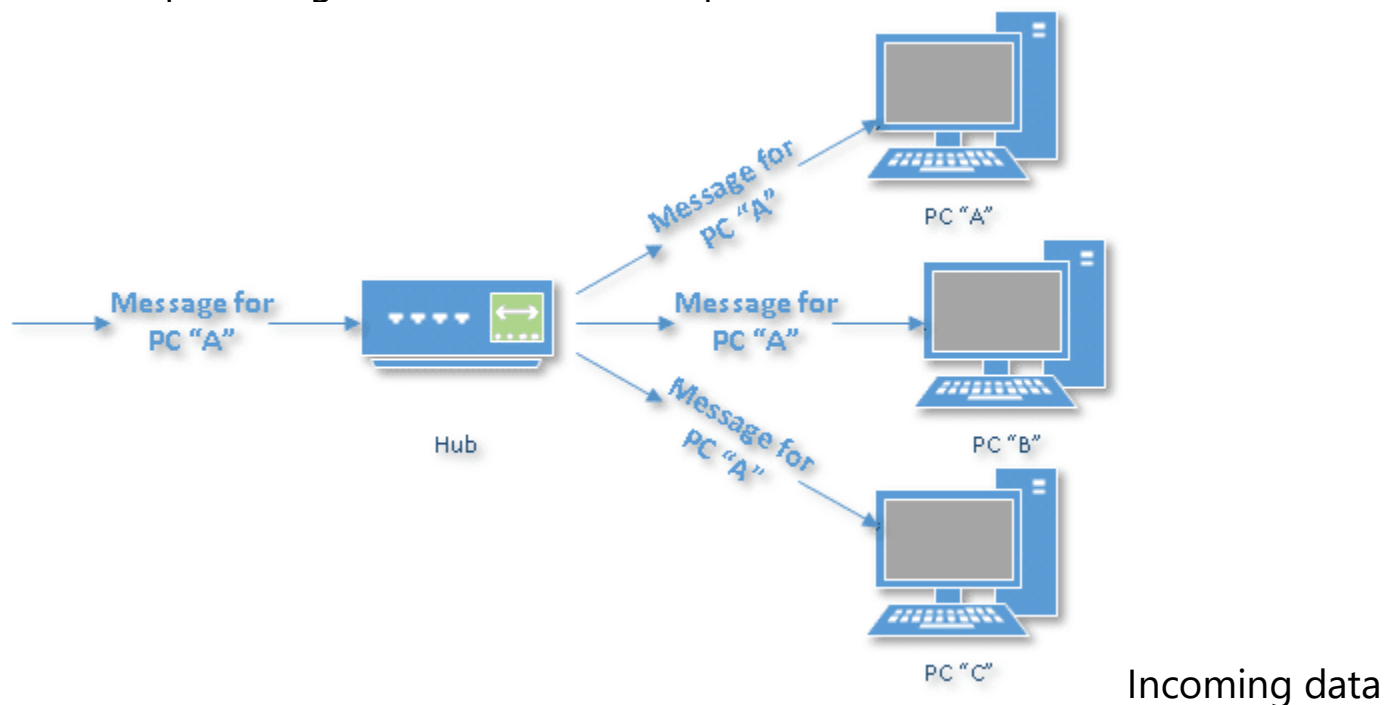 Message for
PC "A"
PC "A"
Message for
PC "A"
Hub
Message for
PC "A"
PC "B"
Message for
PC "A"
PC "C"
Incoming data